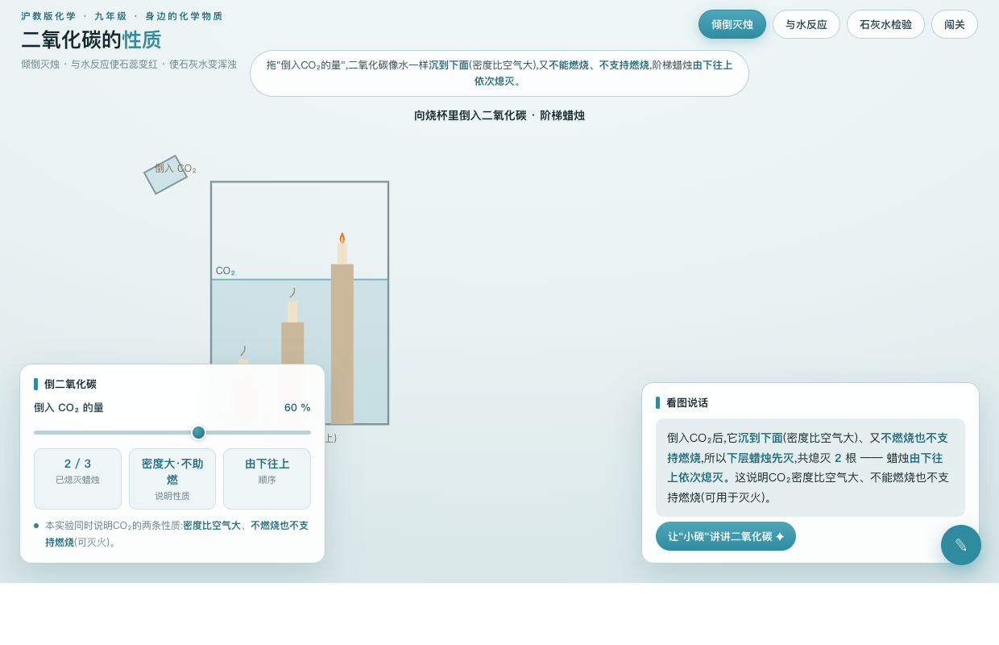 沪教版化学 · 九年级 · 身边的化学物质
二氧化碳的性质
倾倒灭烛 · 与水反应使石蕊变红 · 使石灰水变浑浊
倾倒灭烛
与水反应
石灰水检验
闯关
拖"倒入CO₂的量",二氧化碳像水一样沉到下面(密度比空气大),又不能燃烧、不支持燃烧,阶梯蜡烛由下往上
依次熄灭。
向烧杯里倒入二氧化碳 · 阶梯蜡烛
倒入 CO₂
CO₂
上)
倒二氧化碳
倒入 CO₂ 的量
60 %
2 / 3
已熄灭蜡烛
密度大·不助
燃
说明性质
由下往上
顺序
本实验同时说明CO₂的两条性质:密度比空气大、不燃烧也不支
持燃烧(可灭火)。
看图说话
倒入CO₂后,它沉到下面(密度比空气大)、又不燃烧也不支
持燃烧,所以下层蜡烛先灭,共熄灭 2 根 —— 蜡烛由下往
上依次熄灭。这说明CO₂密度比空气大、不能燃烧也不支
持燃烧(可用于灭火)。
让"小碳"讲讲二氧化碳 ✦